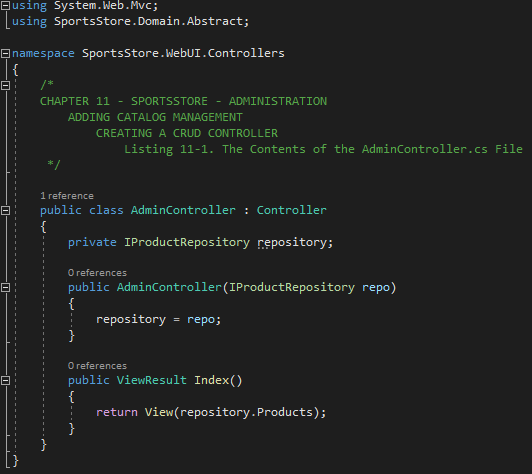 using System.Web.Mvc;
using SportsStore.Domain.Abstract;
namespace SportsStore.WebUI.Controllers
{
/*
CHAPTER 11 - SPORTSSTORE - ADMINISTRATION
ADDING CATALOG MANAGEMENT
CREATING A CRUD CONTROLLER
Listing 11-1. The Contents of the AdminController.cs File
*/
1 reference
public class AdminController : Controller
{
private IProductRepository repository;
0 references
public AdminController(IProductRepository repo)
{
repository = repo;
}
0 references
public ViewResult Index()
{
return View(repository.Products);
}
}
}